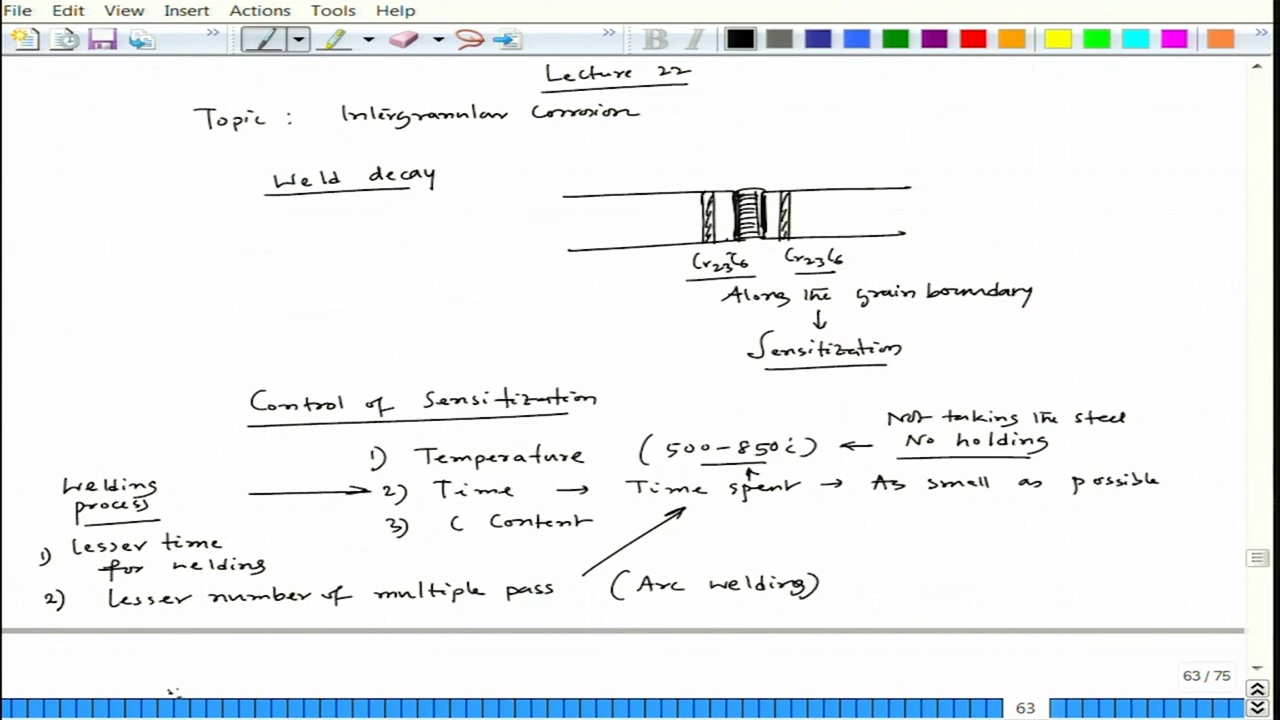 File Edit View Insert Actions Tools Help
B I
Lecture 22
Topic : Intergranular Corrosion
Weld decay
Cr23C6 Cr23C6
Along the grain boundary
↓
Sensitization
Control of Sensitization
Not taking the steel
1) Temperature (500-850°C) ← No holding
Welding process → 2) Time → Time spent → As small as possible
3) C Content
1) Lesser time
for welding
2) Lesser number of multiple pass (Arc welding)
63 / 75
63